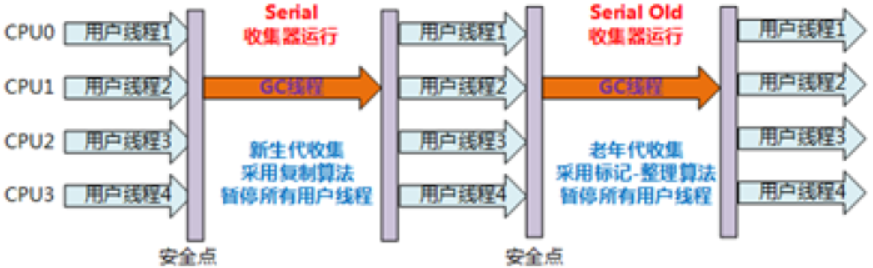 Serial
收集器运行
Serial Old
收集器运行
CPU0 用户线程1 用户线程1 用户线程1
CPU1 用户线程2 GC线程 用户线程2 GC线程 用户线程2
CPU2 用户线程3 用户线程3 用户线程3
CPU3 用户线程4 用户线程4 用户线程4
新生代收集
采用复制算法
暂停所有用户线程
老年代收集
采用标记-整理算法
暂停所有用户线程
安全点
安全点